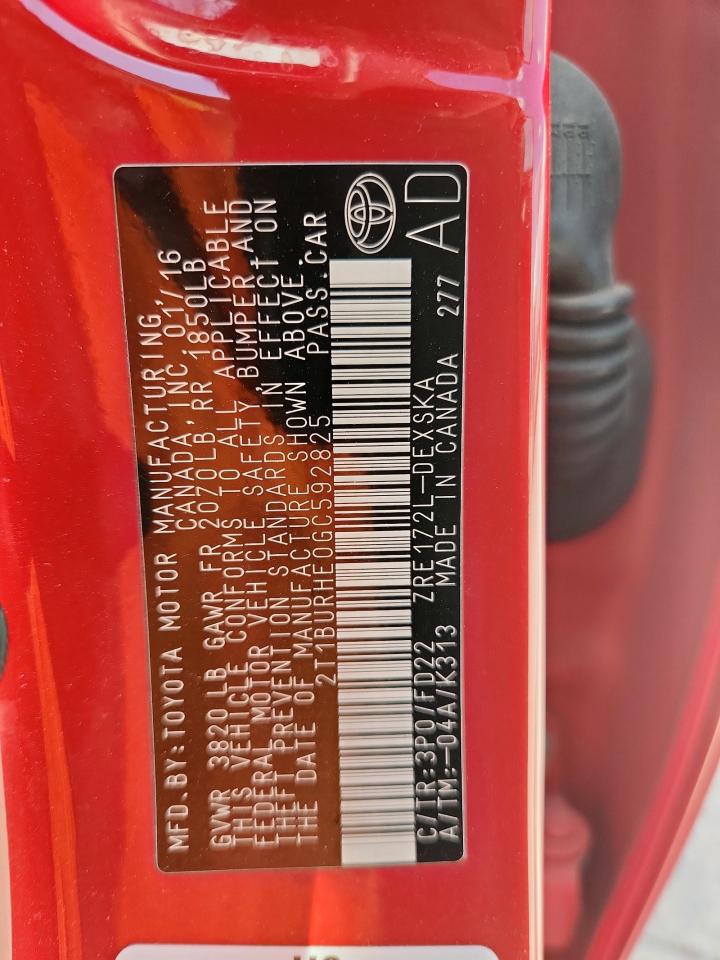 MFD.BY:TOYOTA MOTOR MANUFACTURING,
CANADA, INC. 01/16
GVWR 3820LB GAWR FR 2070LB, RR 1850LB
THIS VEHICLE CONFORMS TO ALL APPLICABLE
FEDERAL MOTOR VEHICLE SAFETY, BUMPER AND
THEFT PREVENTION STANDARDS IN EFFECT ON
THE DATE OF MANUFACTURE SHOWN ABOVE.
2T1BURHE0GC592825 PASS.CAR
C/TR:3P0/FD22 ZRE172L-DEXSKA
A/TM:-04A/K313 MADE IN CANADA 277
AD